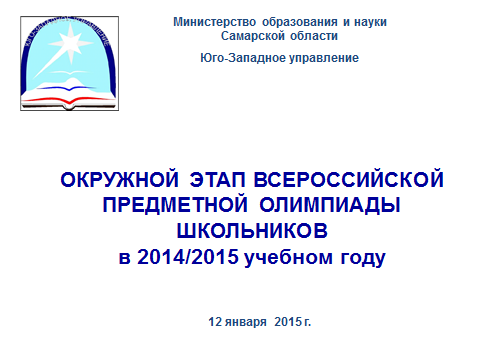 Министерство образования и науки
Самарской области
Юго-Западное управление
ОКРУЖНОЙ ЭТАП ВСЕРОССИЙСКОЙ
ПРЕДМЕТНОЙ ОЛИМПИАДЫ
ШКОЛЬНИКОВ
в 2014/2015 учебном году
12 января 2015 г.